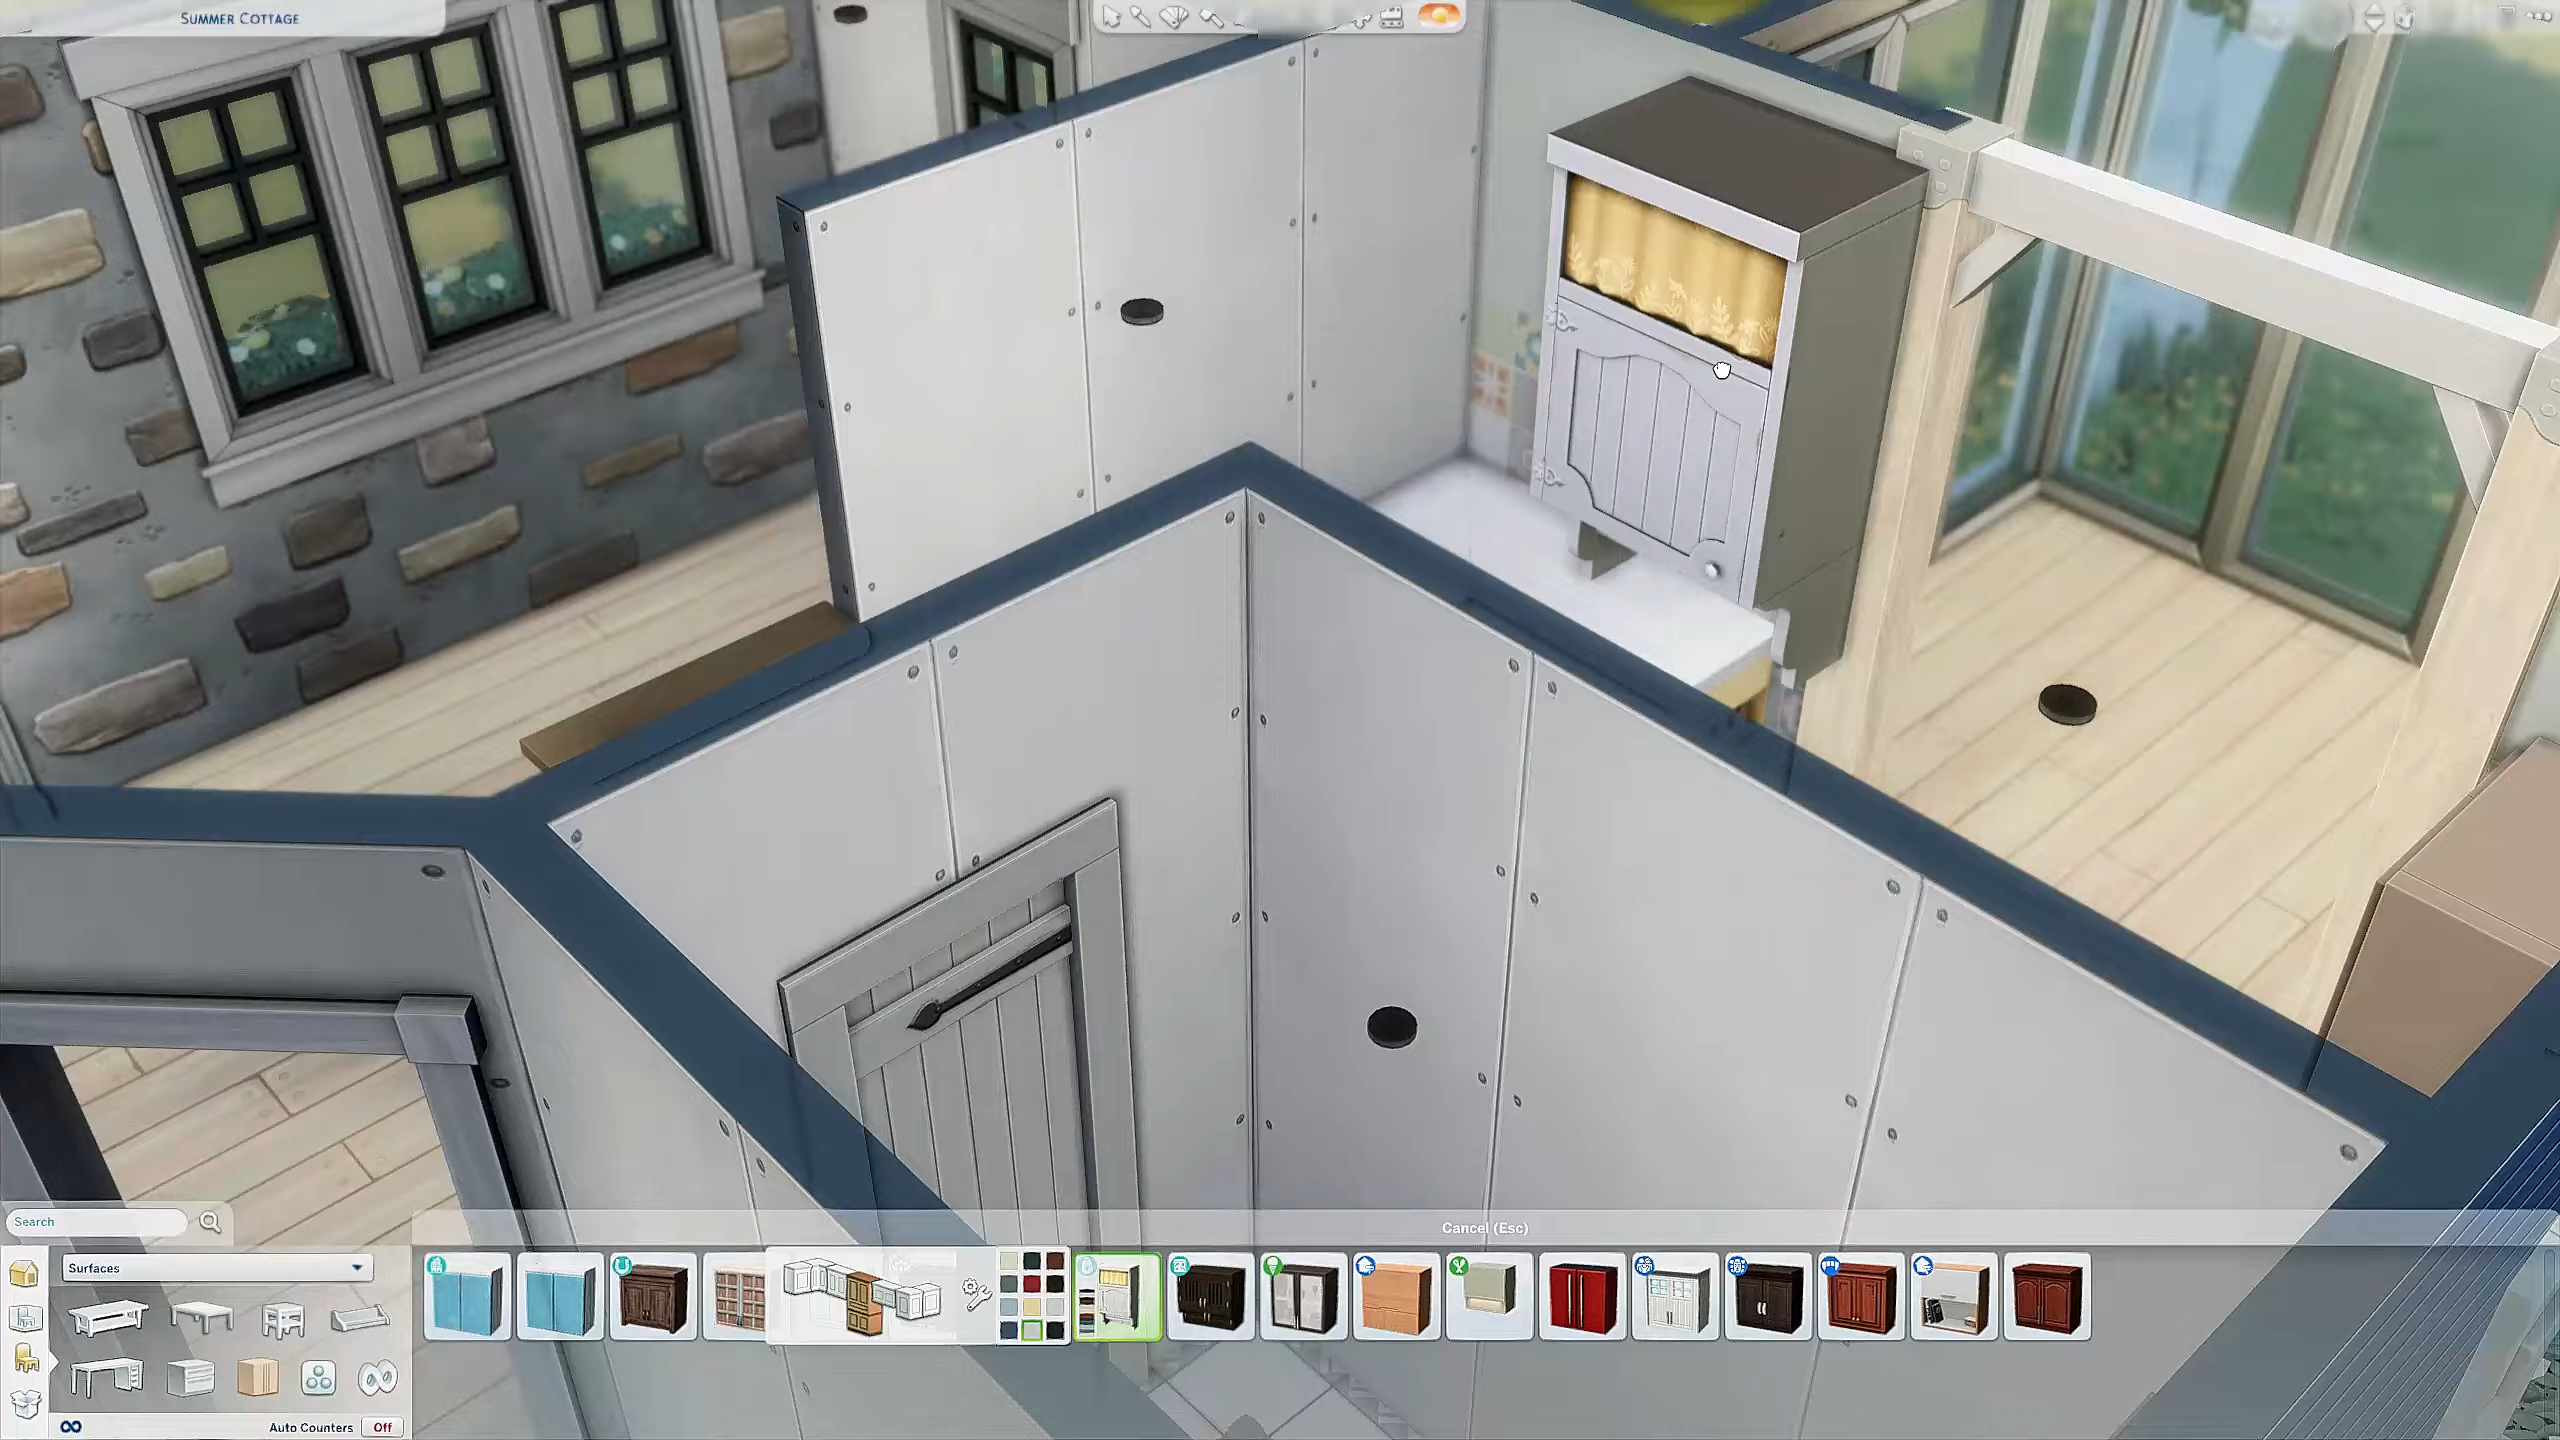 SUMMER COTTAGE
Search
Cancel (Esc)
Surfaces
Auto Counters Off